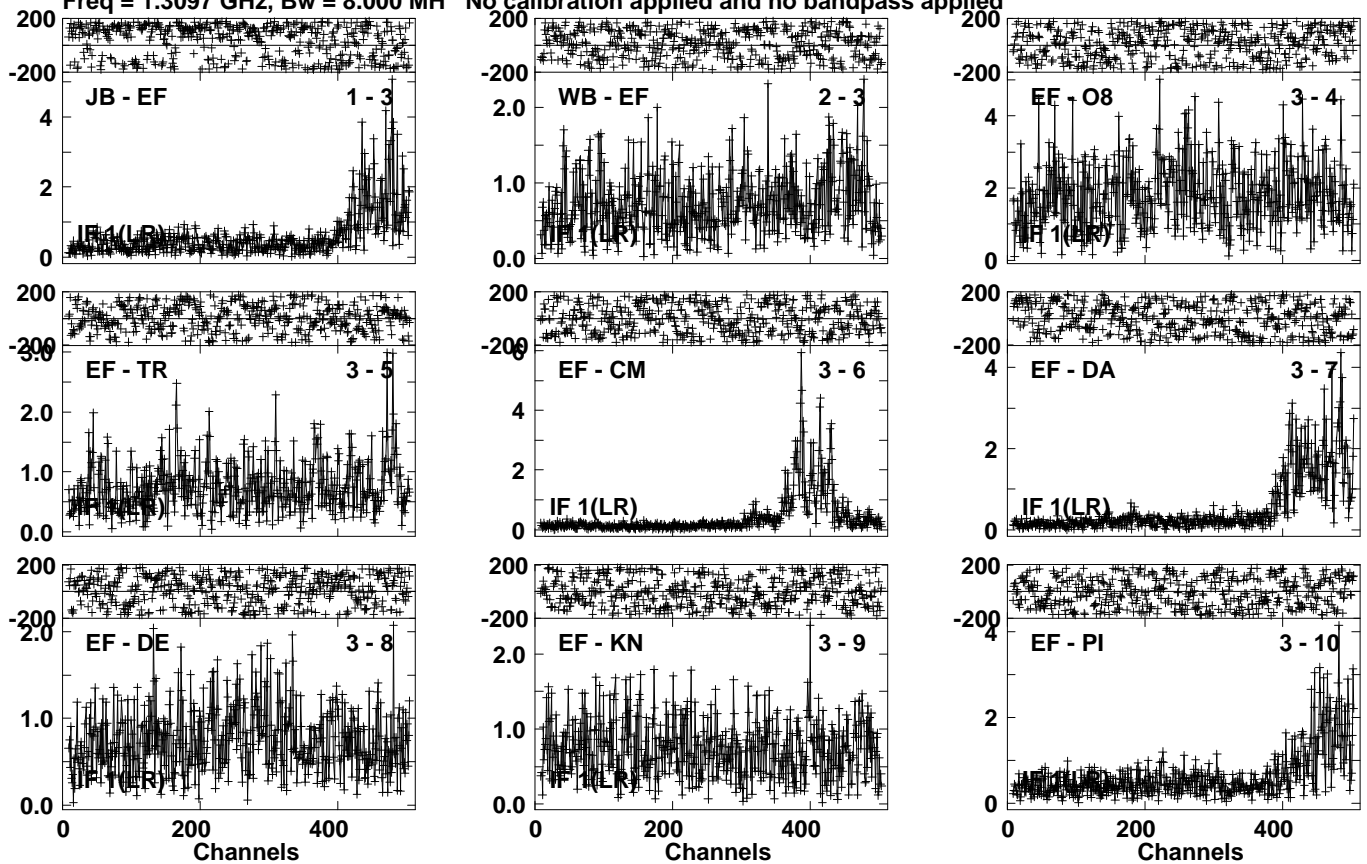 Freq = 1.3097 GHz, Bw = 8.000 MH No calibration applied and no bandpass applied
200
-200
JB - EF 1 - 3
4
2
0
IF 1(LR)
WB - EF 2 - 3
2.0
1.0
0.0
IF 1(LR)
200
-200
EF - O8 3 - 4
4
2
0
IF 1(LR)
200
-200
3.0
EF - TR 3 - 5
2.0
1.0
0.0
IF 1(LR)
6
EF - CM 3 - 6
4
2
0
IF 1(LR)
200
-200
EF - DA 3 - 7
4
2
0
IF 1(LR)
200
-200
EF - DE 3 - 8
2.0
1.0
0.0
IF 1(LR)
EF - KN 3 - 9
2.0
1.0
0.0
IF 1(LR)
200
-200
EF - PI 3 - 10
4
2
0
IF 1(LR)
0 200 400
Channels
0 200 400
Channels
0 200 400
Channels